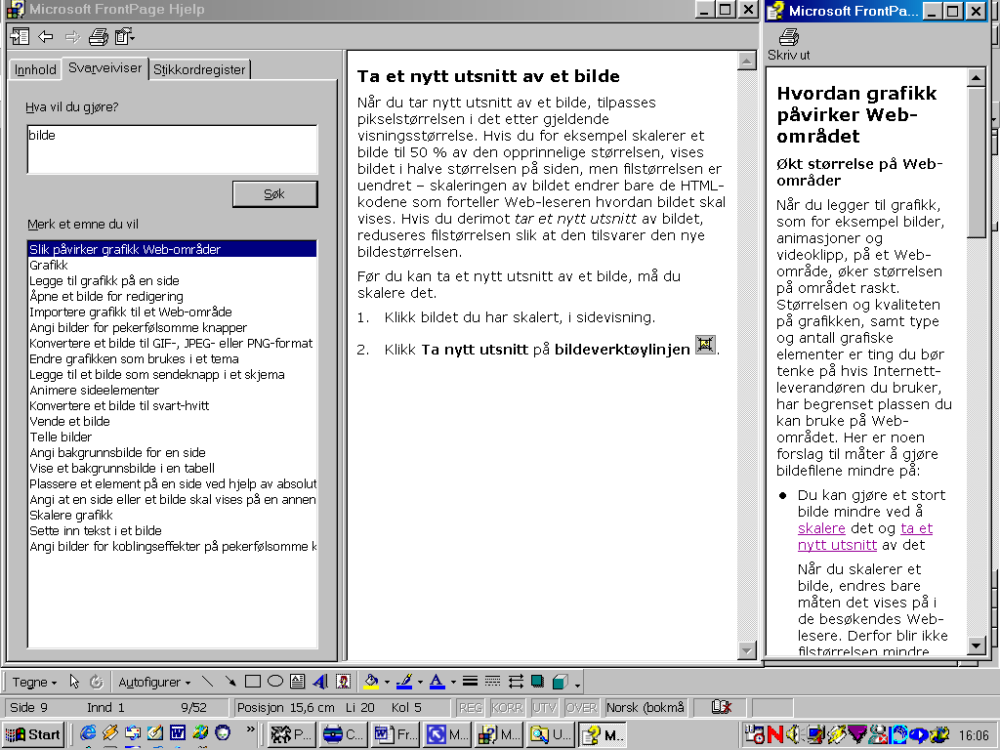 Microsoft FrontPage Hjelp
Innhold
Svarveiviser
Stikkordregister
Hva vil du gjøre?
bilde
Søk
Merk et emne du vil
Slik påvirker grafikk Web-områder
Grafikk
Legge til grafikk på en side
Åpne et bilde for redigering
Importere grafikk til et Web-område
Angi bilder for pekerfølsomme knapper
Konvertere et bilde til GIF-, JPEG- eller PNG-format
Endre grafikken som brukes i et tema
Legge til et bilde som sendeknapp i et skjema
Animere sideelementer
Konvertere et bilde til svart-hvitt
Vende et bilde
Telle bilder
Angi bakgrunnsbilde for en side
Vise et bakgrunnsbilde i en tabell
Plassere et element på en side ved hjelp av absolut
Angi at en side eller et bilde skal vises på en annen
Skalere grafikk
Sette inn tekst i et bilde
Angi bilder for koblingseffekter på pekerfølsomme k
Ta et nytt utsnitt av et bilde
Når du tar nytt utsnitt av et bilde, tilpasses
pikselstørrelsen i det etter gjeldende
visningsstørrelse. Hvis du for eksempel skalerer et
bilde til 50 % av den opprinnelige størrelsen, vises
bildet i halve størrelsen på siden, men filstørrelsen er
uendret – skaleringen av bildet endrer bare de HTML-
kodene som forteller Web-leseren hvordan bildet skal
vises. Hvis du derimot tar et nytt utsnitt av bildet,
reduseres filstørrelsen slik at den tilsvarer den nye
bildestørrelsen.
Før du kan ta et nytt utsnitt av et bilde, må du
skalere det.
1. Klikk bildet du har skalert, i sidevisning.
2. Klikk Ta nytt utsnitt på bildeverktøylinjen .
Microsoft FrontPa...
Skriv ut
Hvordan grafikk
påvirker Web-
området
Økt størrelse på Web-
områder
Når du legger til grafikk,
som for eksempel bilder,
animasjoner og
videoklipp, på et Web-
område, øker størrelsen
på området raskt.
Størrelsen og kvaliteten
på grafikken, samt type
og antall grafiske
elementer er ting du bør
tenke på hvis Internett-
leverandøren du bruker,
har begrenset plassen du
kan bruke på Web-
området. Her er noen
forslag til måter å gjøre
bildefilene mindre på:
● Du kan gjøre et stort
bilde mindre ved å
skalere det og ta et
nytt utsnitt av det
Når du skalerer et
bilde, endres bare
måten det vises på i
de besøkendes Web-
lesere. Derfor blir ikke
filstørrelsen mindre
Tegne
Autofigurer
Side 9 Innd 1 9/52 Posisjon 15,6 cm Li 20 Kol 5 REG KORR UTV OVER Norsk (bokmå
Start » P... C... Fr... M... M... U... M.. 16:06